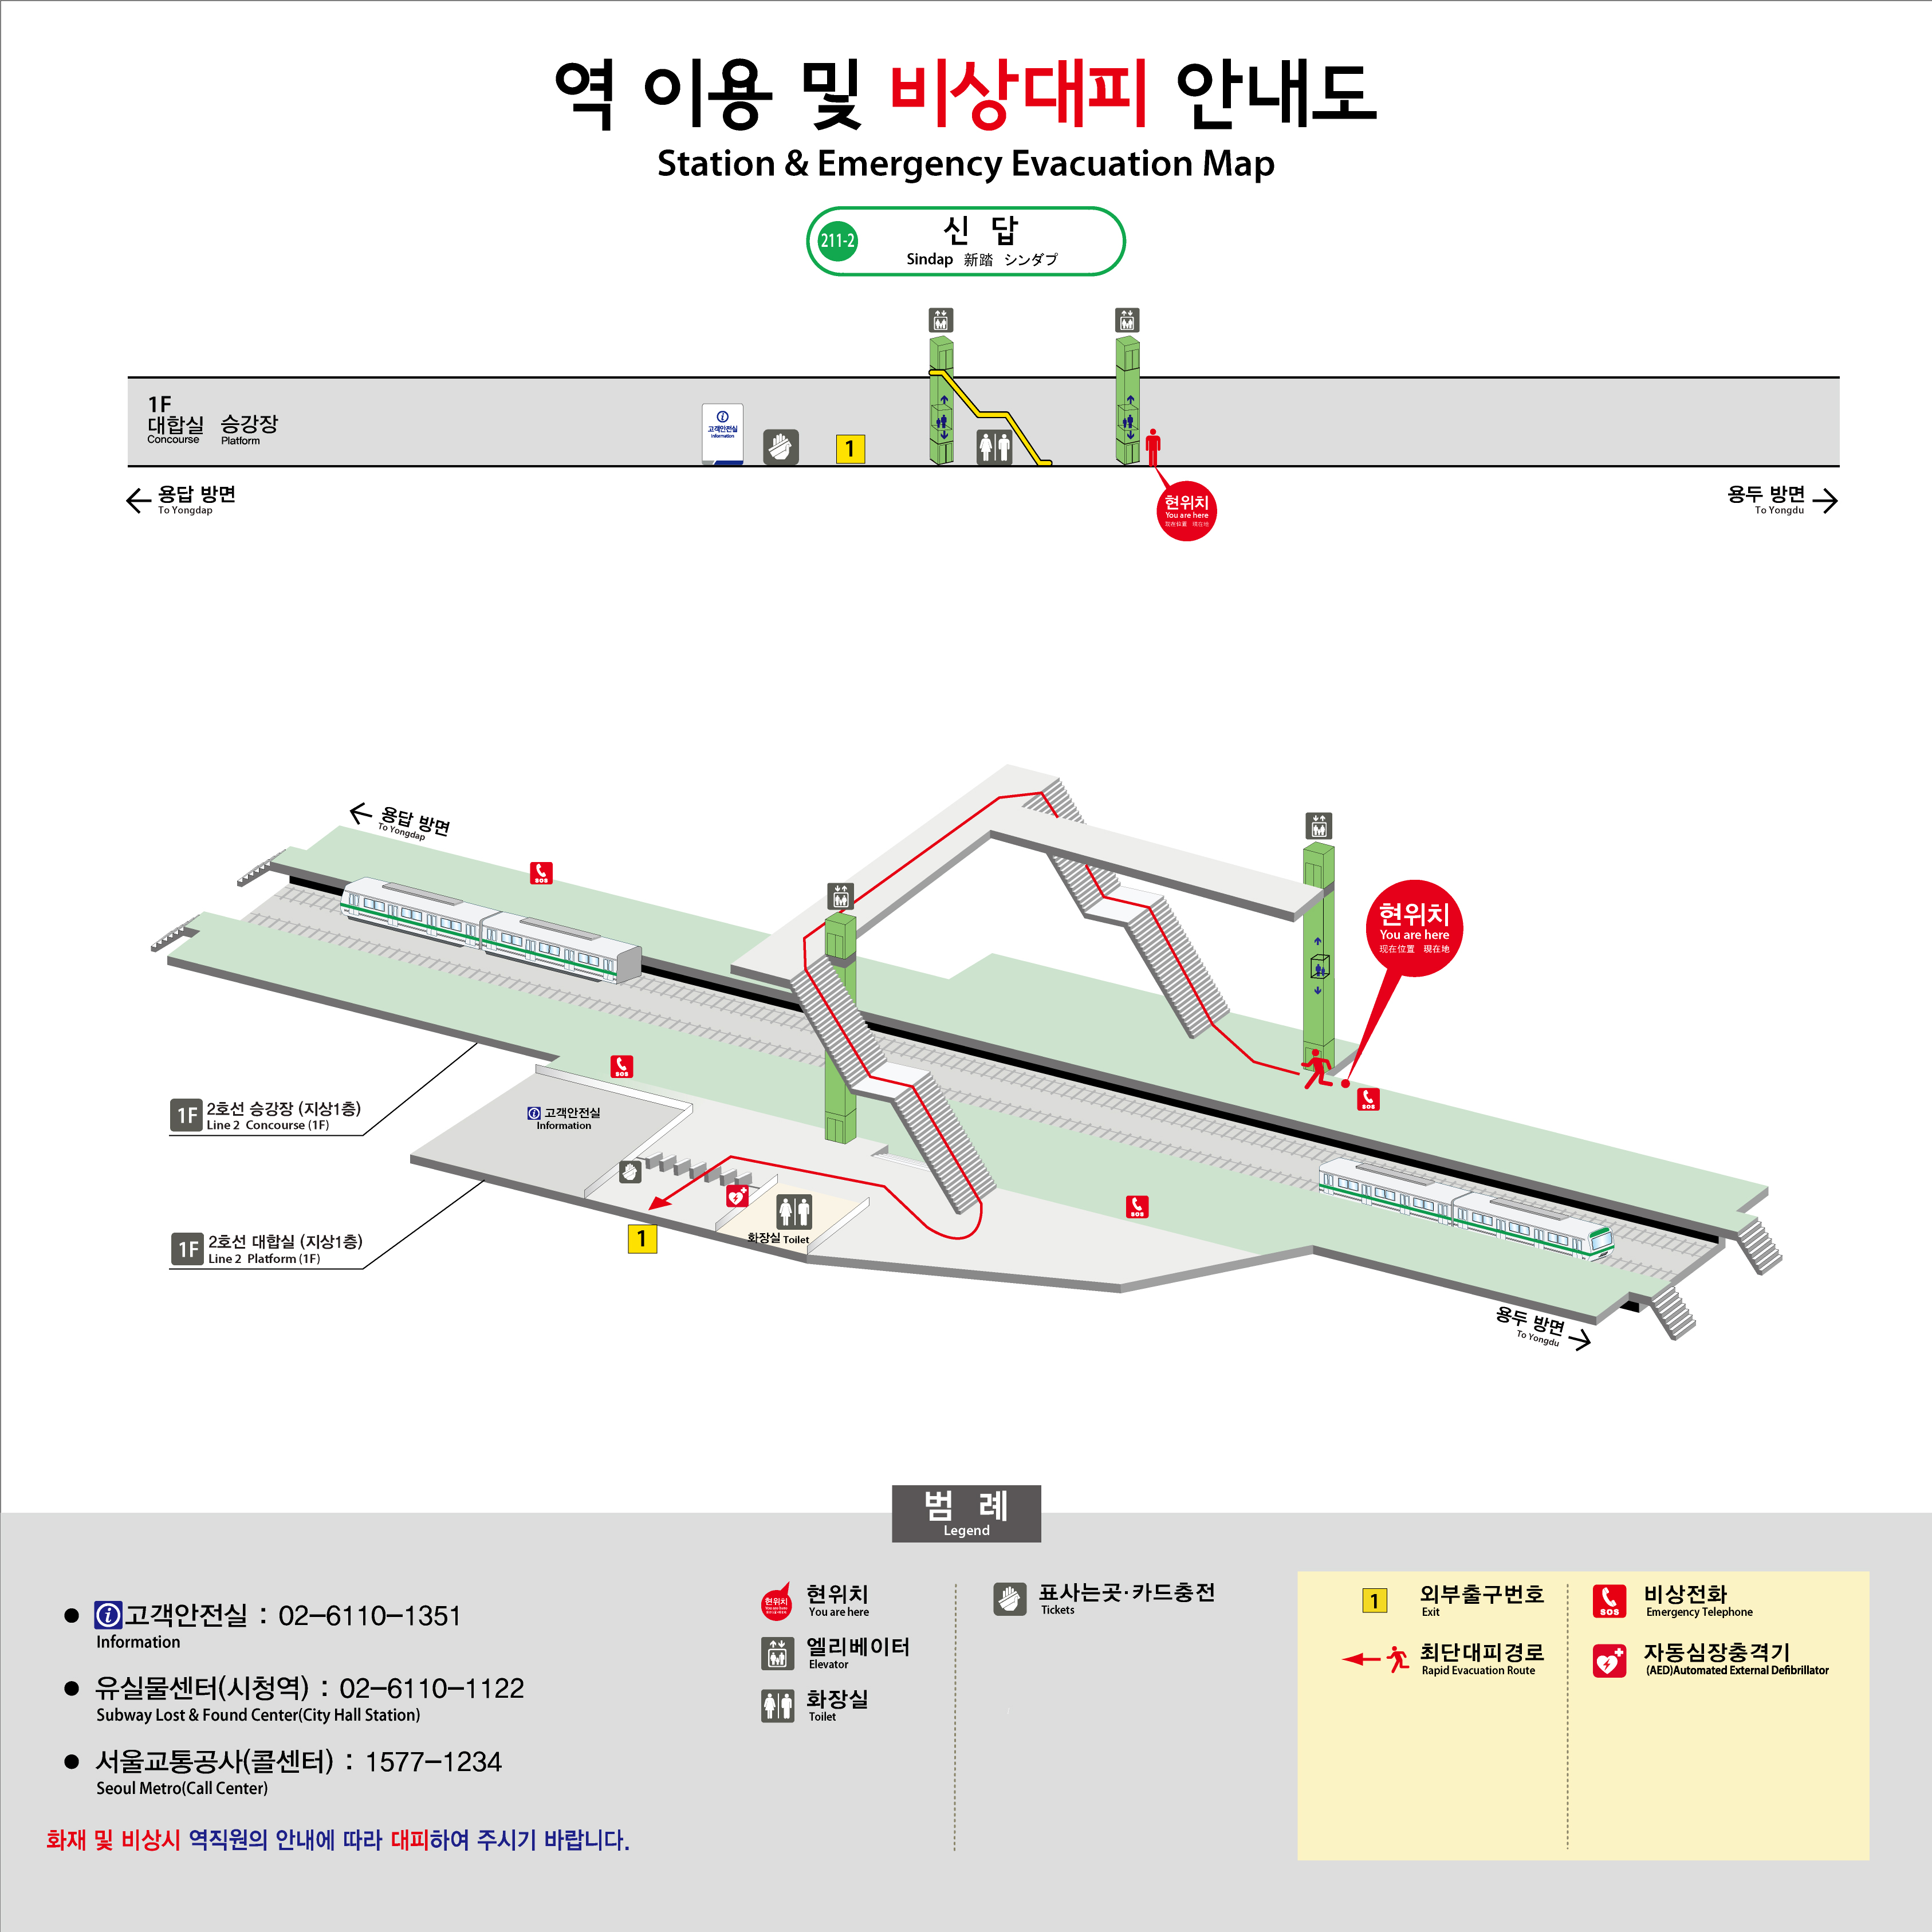 역 이용 및 비상대피 안내도
Station & Emergency Evacuation Map
211-2
신 답
Sindap 新踏 シンダプ
1F
대합실 승강장
Concourse Platform
고객안전실
Information
1
용답 방면
To Yongdap
현위치
You are here
现在位置 現在地
용두 방면
To Yongdu
용답 방면
To Yongdap
SOS
현위치
You are here
现在位置 現在地
SOS
SOS
1F 2호선 승강장 (지상1층)
Line 2 Concourse (1F)
고객안전실
Information
SOS
1F 2호선 대합실 (지상1층)
Line 2 Platform (1F)
1
화장실 Toilet
용두 방면
To Yongdu
범 례
Legend
고객안전실 : 02-6110-1351
Information
유실물센터(시청역) : 02-6110-1122
Subway Lost & Found Center(City Hall Station)
서울교통공사(콜센터) : 1577-1234
Seoul Metro(Call Center)
화재 및 비상시 역직원의 안내에 따라 대피하여 주시기 바랍니다.
현위치
You are here
현위치
You are here
엘리베이터
Elevator
화장실
Toilet
표사는곳·카드충전
Tickets
1
외부출구번호
Exit
최단대피경로
Rapid Evacuation Route
SOS
비상전화
Emergency Telephone
자동심장충격기
(AED)Automated External Defibrillator